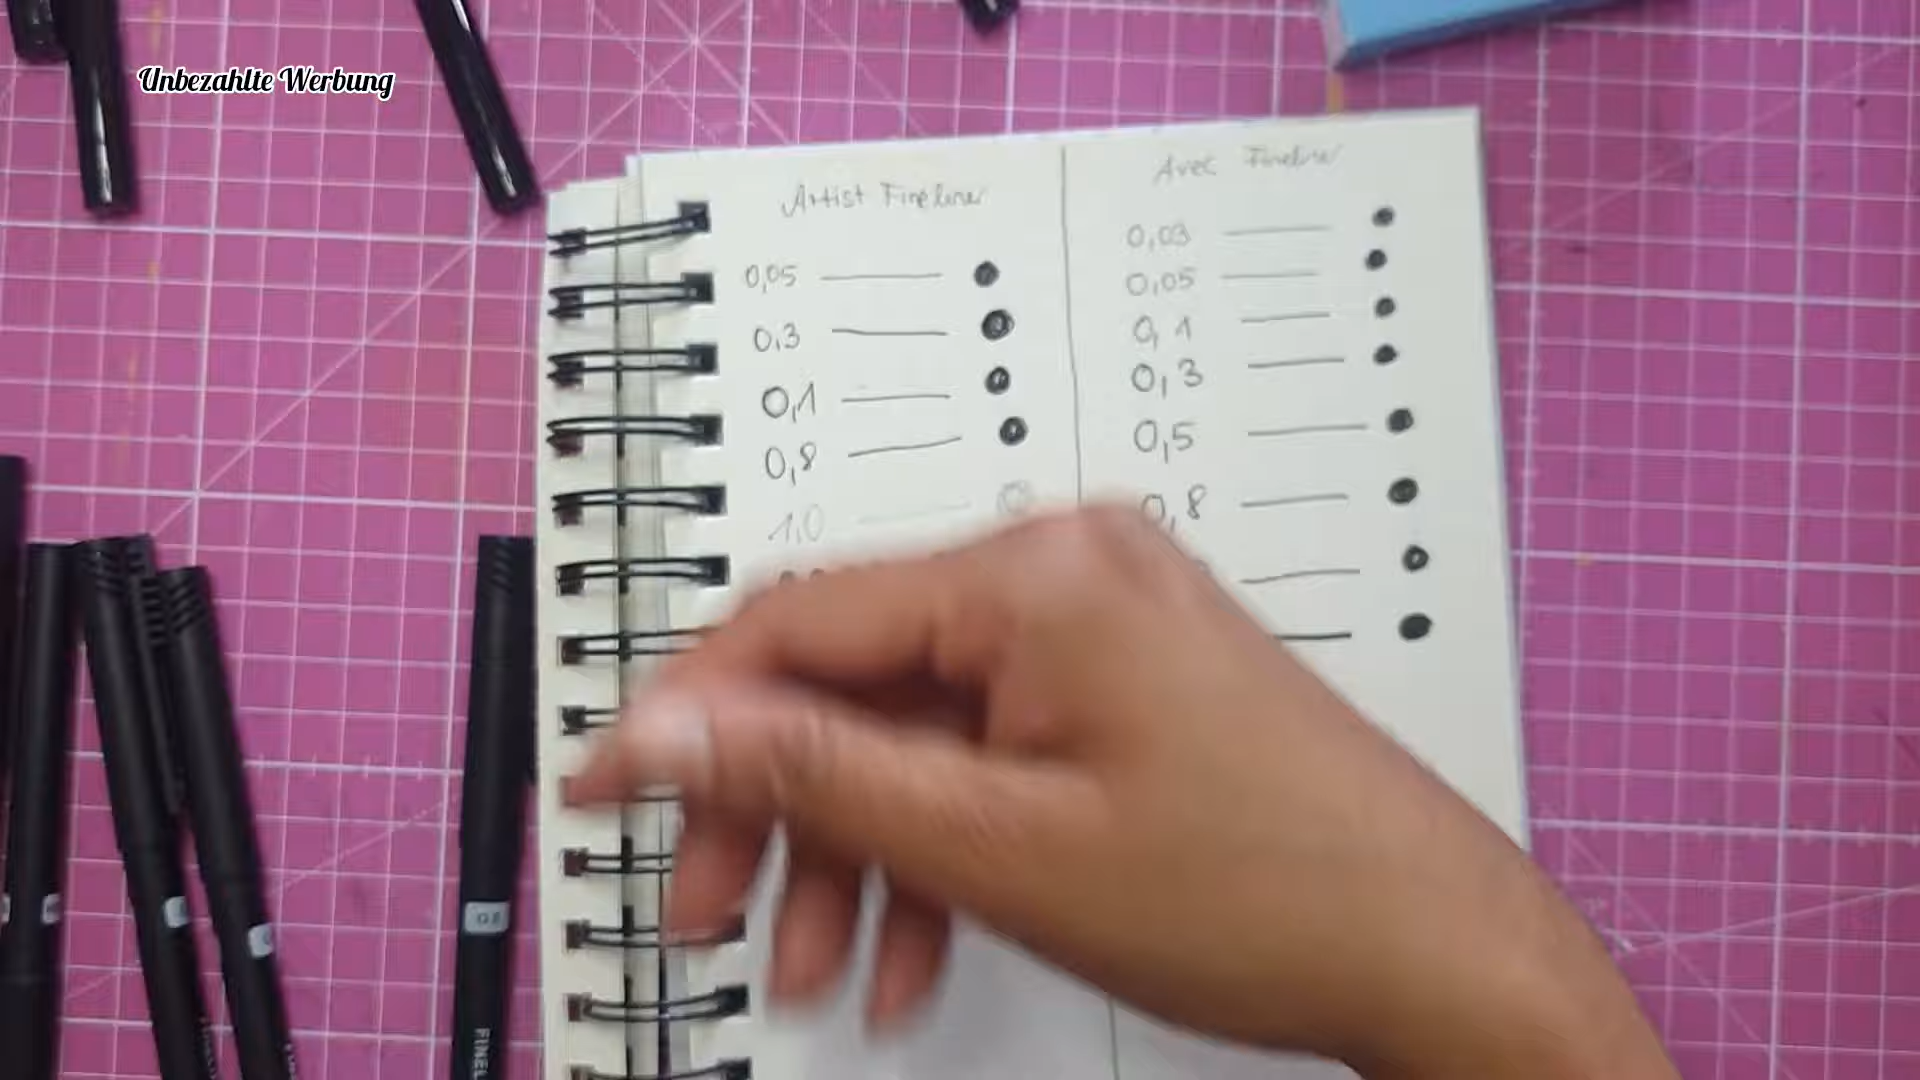 Unbezahlte Werbung
Artist Fineliner
0,05
0,3
0,1
0,8
1,0
Avec Fineliner
0,03
0,05
0,1
0,3
0,5
0,8
FINEL